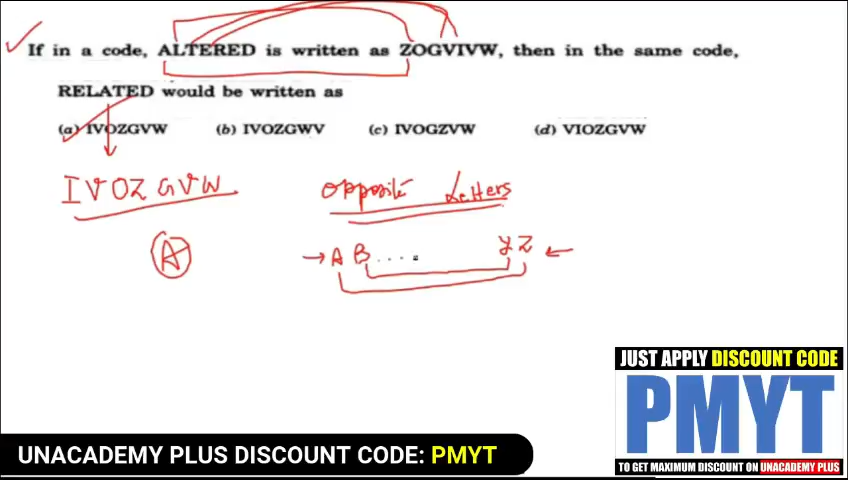 If in a code, ALTERED is written as ZOGVIVW, then in the same code,
RELATED would be written as
(a) IVOZGVW (b) IVOZGWV (c) IVOGZVW (d) VIOZGVW
IVOZGVW
Opposite Letters
A
A B .... Y Z
JUST APPLY DISCOUNT CODE
PMYT
TO GET MAXIMUM DISCOUNT ON UNACADEMY PLUS
UNACADEMY PLUS DISCOUNT CODE: PMYT